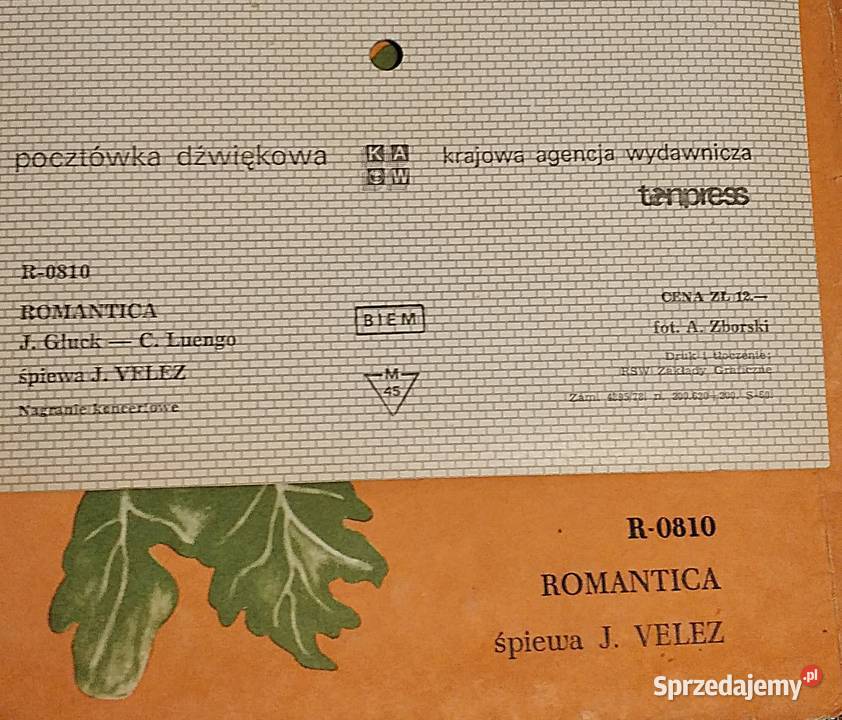 pocztówka dźwiękowa
KA
W
krajowa agencja wydawnicza
tonpress
R-0810
ROMANTICA
J. Gluck — C. Luengo
śpiewa J. VELEZ
Nagranie koncertowe
BIEM
M
45
CENA ZŁ 12.—
fot. A. Zborski
Druk i tłoczenie:
RSW Zakłady Graficzne
Zam.
R-0810
ROMANTICA
śpiewa J. VELEZ
Sprzedajemy.pl